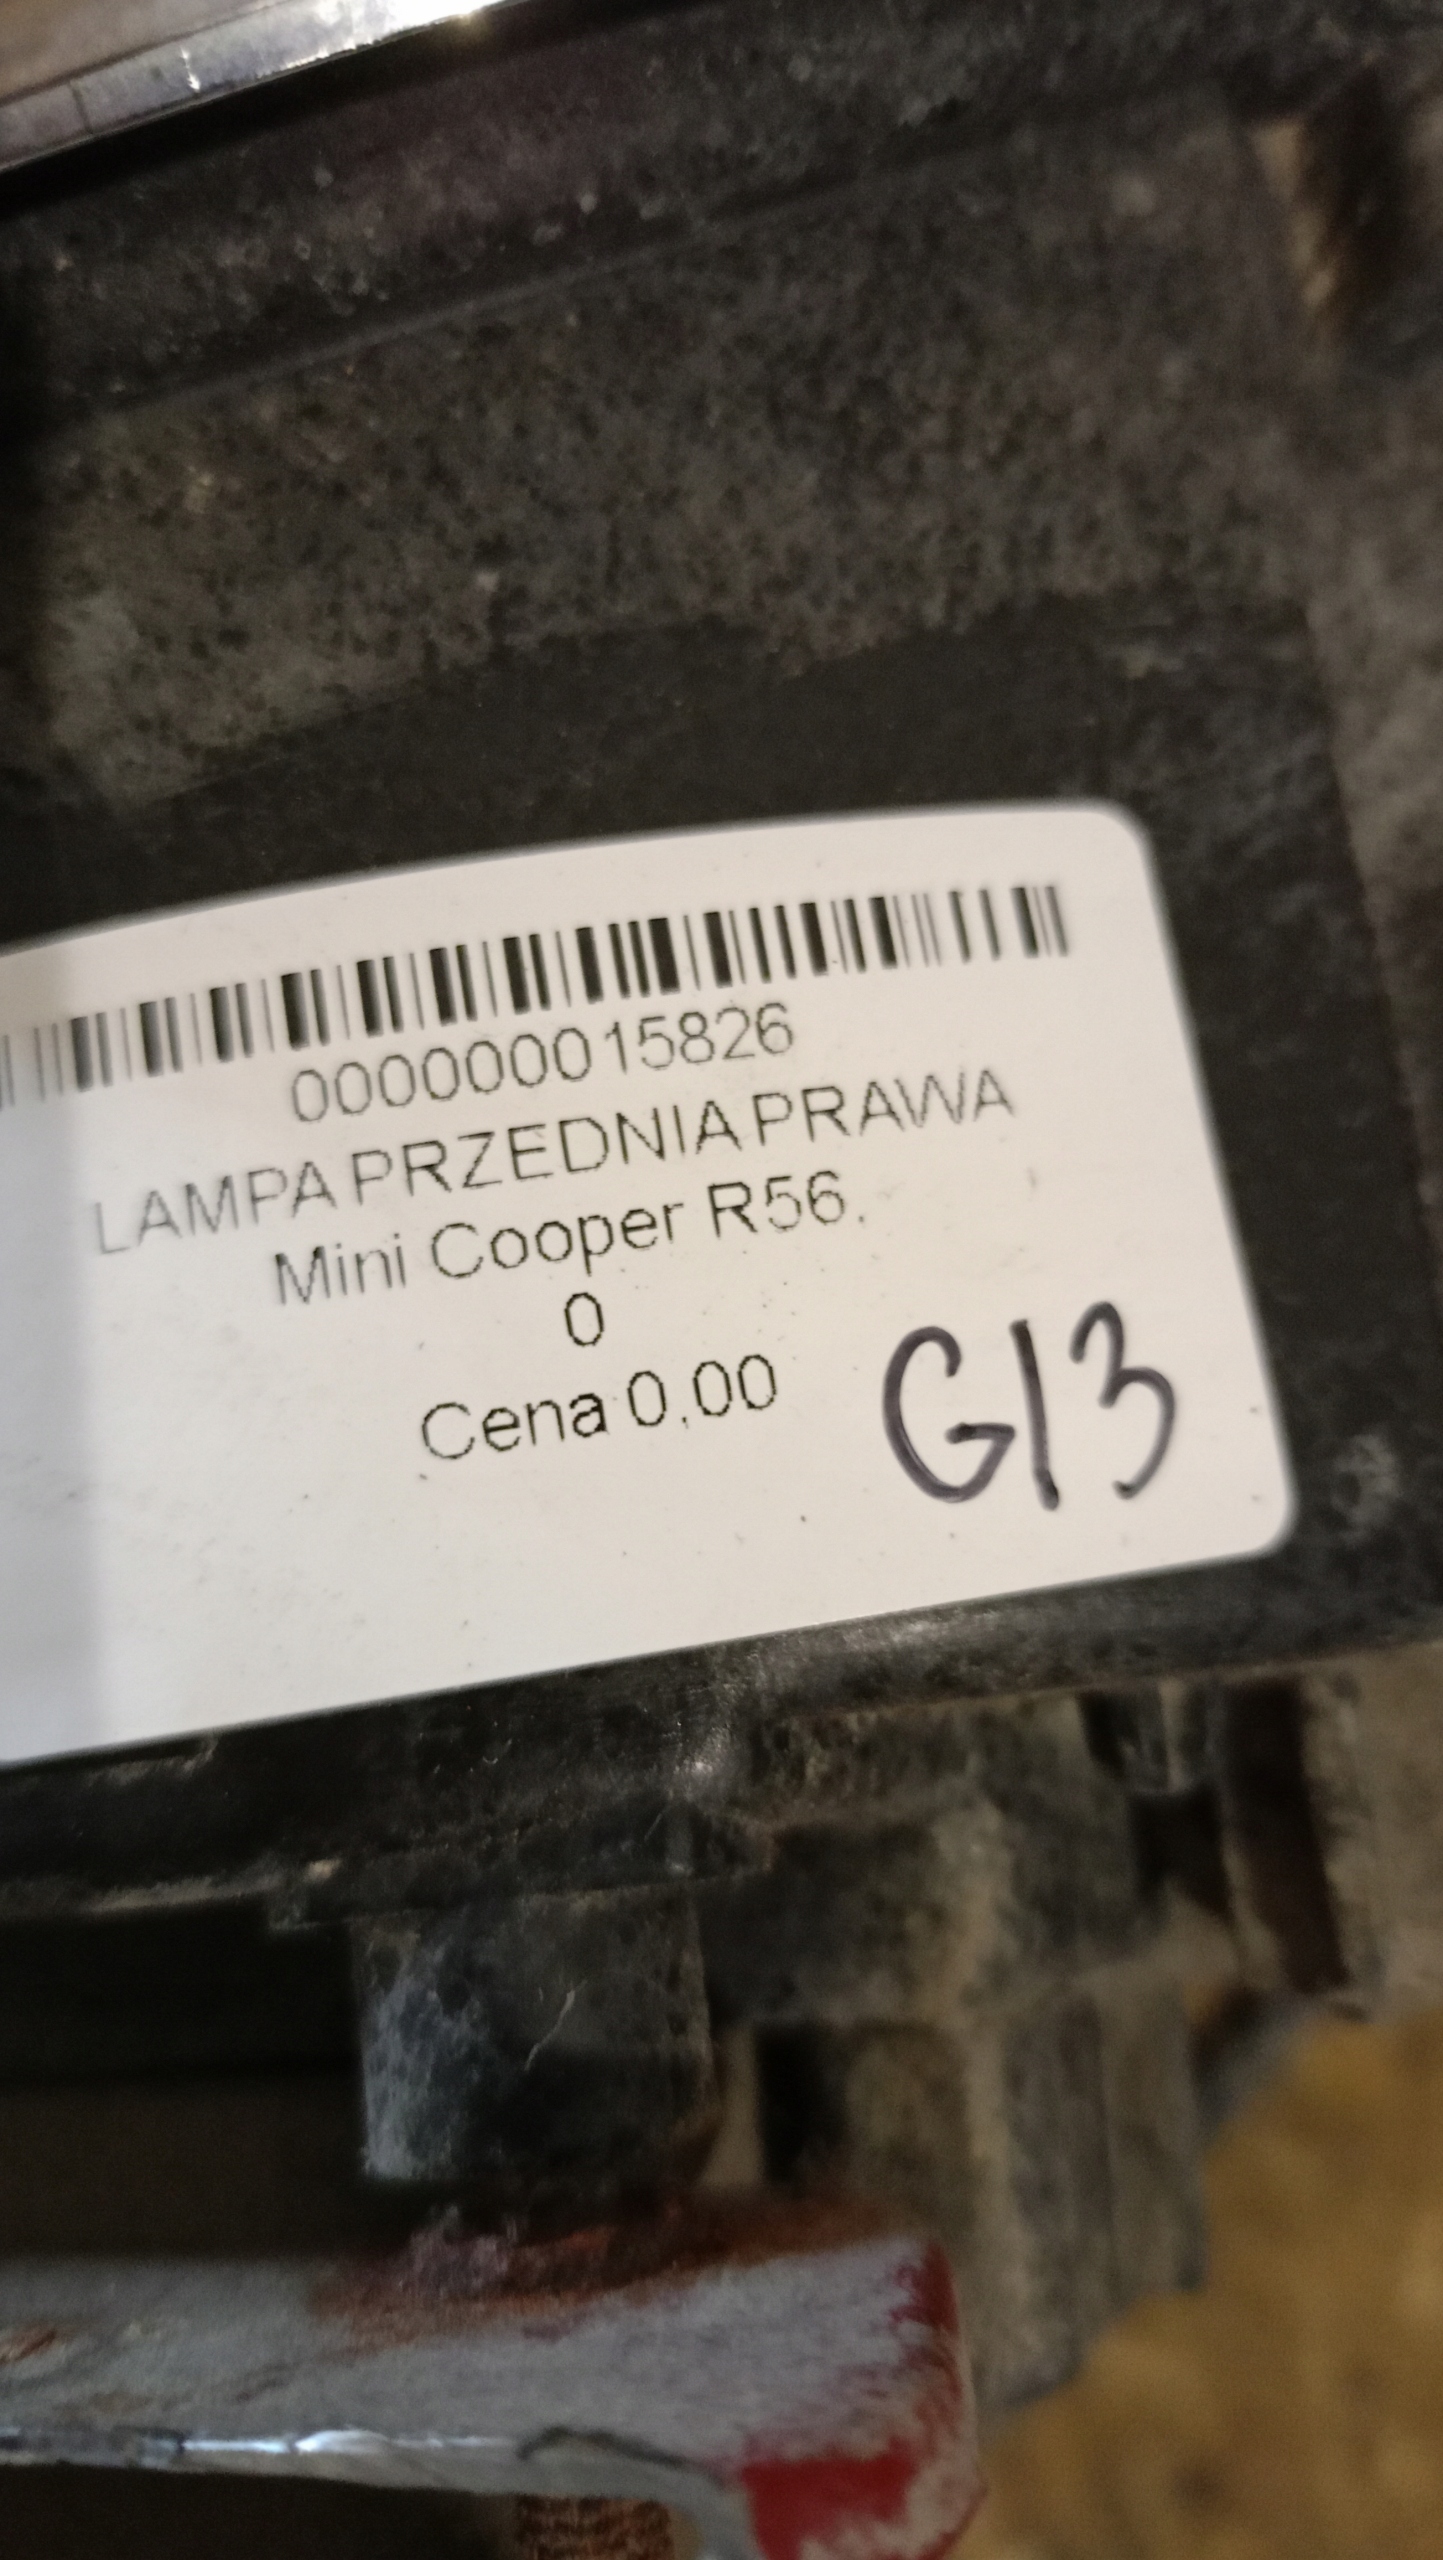 000000015826
LAMPA PRZEDNIA PRAWA
Mini Cooper R56.
0
Cena 0,00
G13